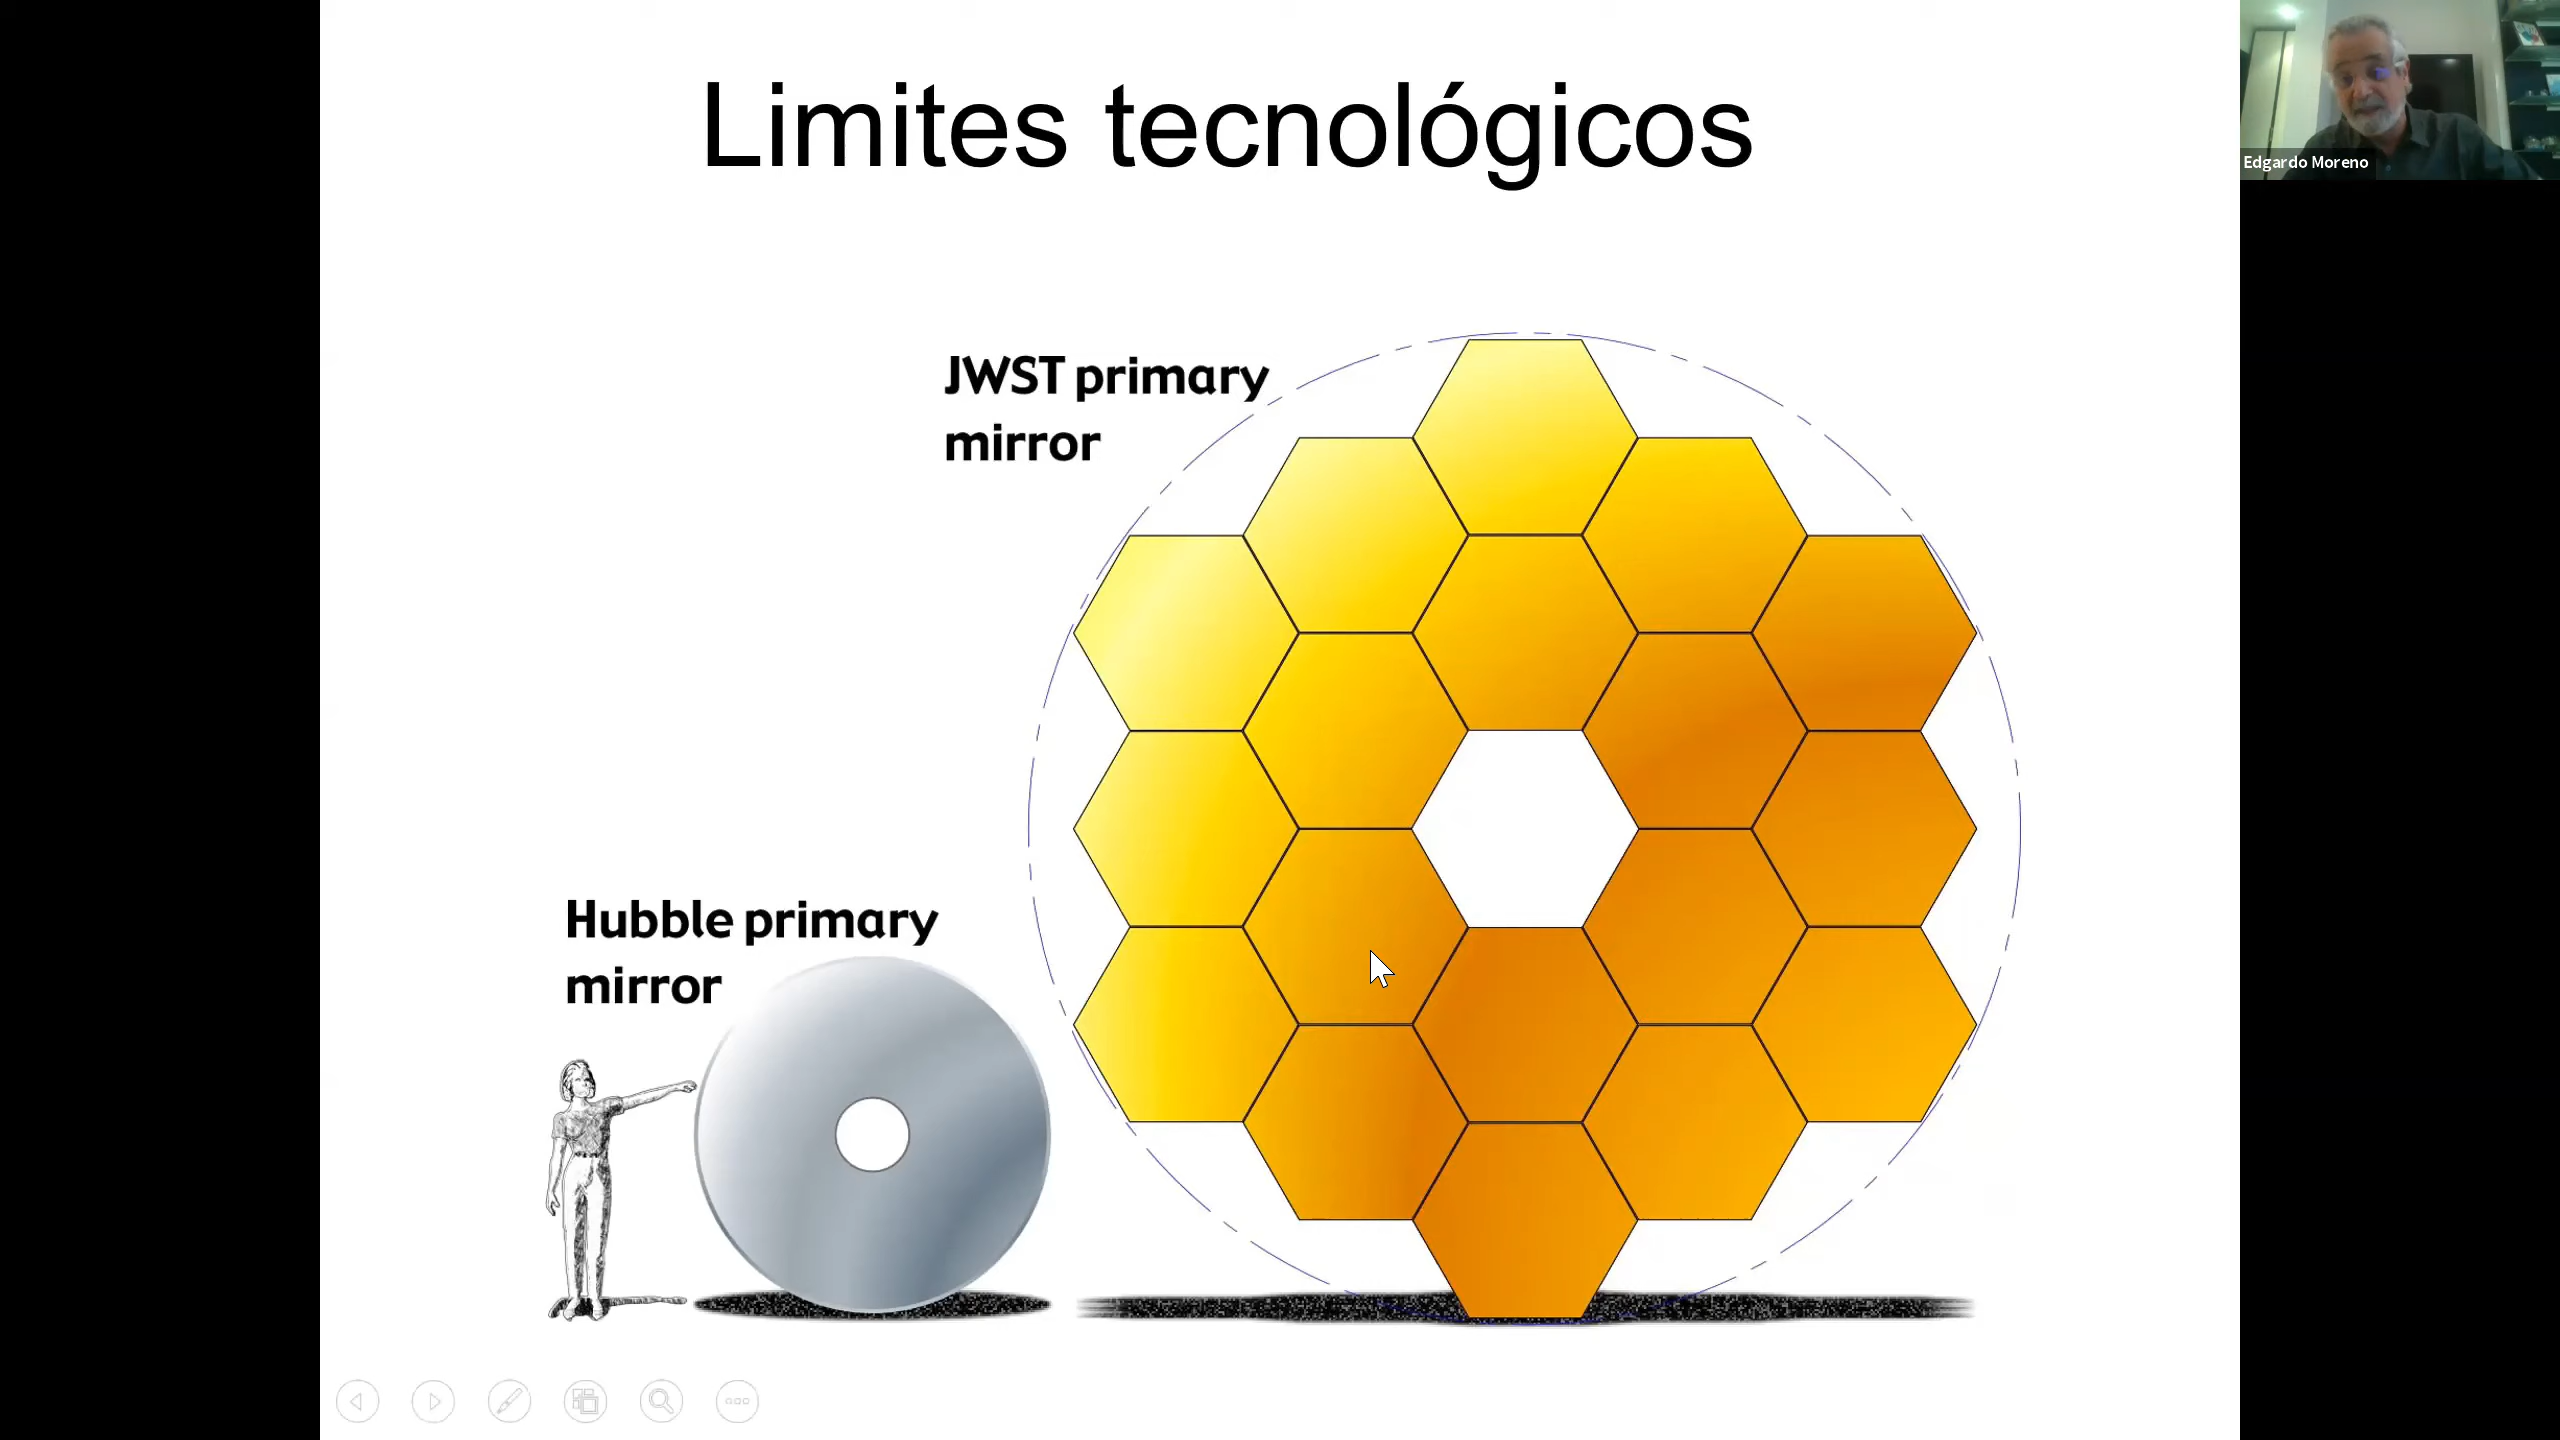 Limites tecnológicos
JWST primary
mirror
Hubble primary
mirror
Edgardo Moreno